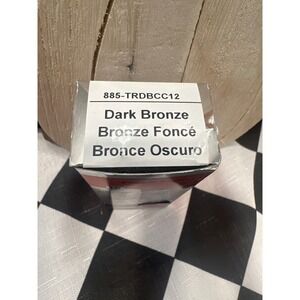 885-TRDBCC12
Dark Bronze
Bronze Foncé
Bronce Oscuro